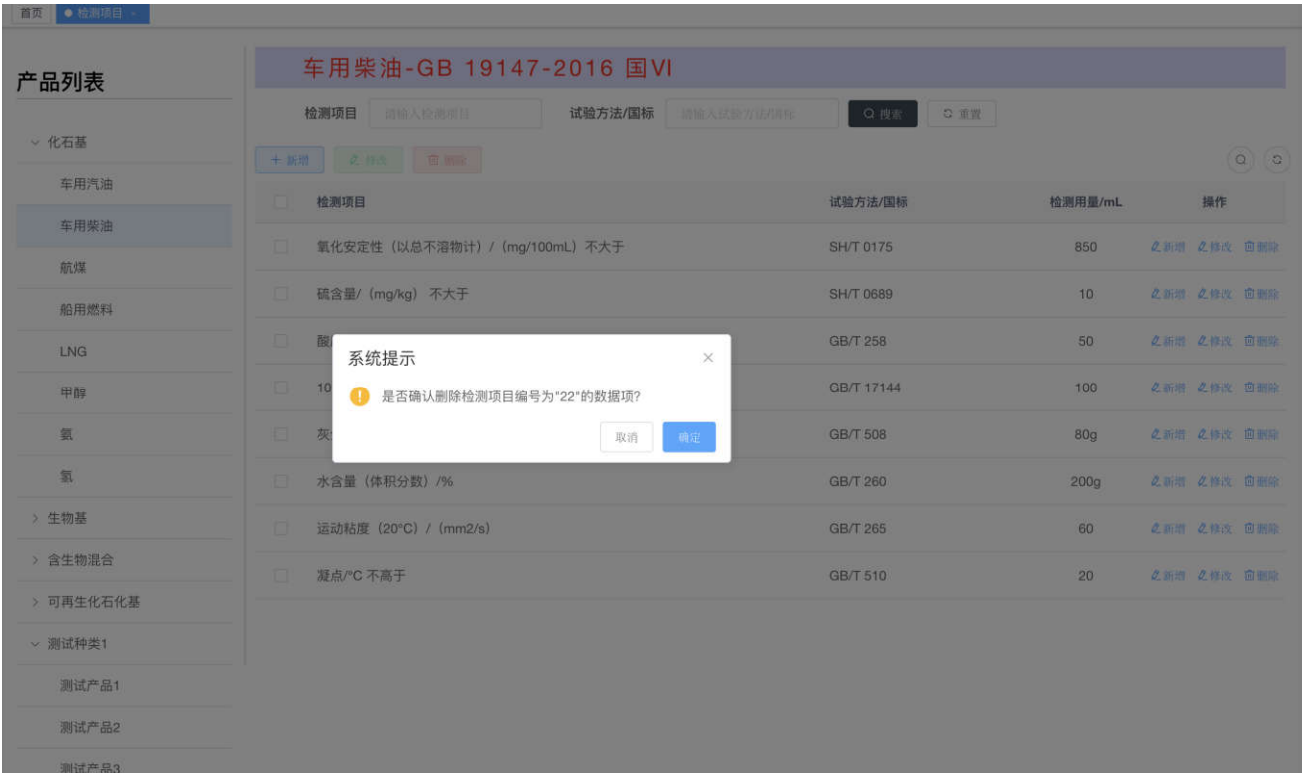 首页 检测项目
产品列表
化石基
车用汽油
车用柴油
航煤
船用燃料
LNG
甲醇
氨
氢
生物基
含生物混合
可再生化石化基
测试种类1
测试产品1
测试产品2
测试产品3
车用柴油-GB 19147-2016 国VI
检测项目 请输入检测项目 试验方法/国标 请输入试验方法/国标 搜索 重置
新增 修改 删除
检测项目 试验方法/国标 检测用量/mL 操作
氧化安定性（以总不溶物计）/（mg/100mL）不大于 SH/T 0175 850 新增 修改 删除
硫含量/（mg/kg） 不大于 SH/T 0689 10 新增 修改 删除
酸 GB/T 258 50 新增 修改 删除
10 GB/T 17144 100 新增 修改 删除
灰 GB/T 508 80g 新增 修改 删除
水含量（体积分数）/% GB/T 260 200g 新增 修改 删除
运动粘度（20°C）/（mm2/s） GB/T 265 60 新增 修改 删除
凝点/°C 不高于 GB/T 510 20 新增 修改 删除
系统提示
是否确认删除检测项目编号为"22"的数据项?
取消 确定